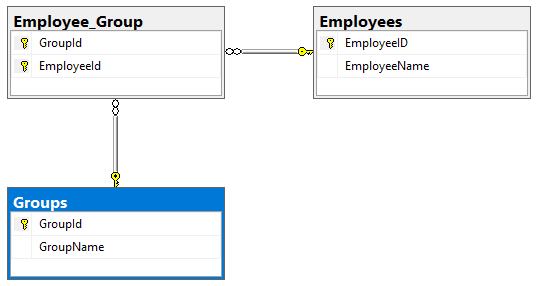 Employee_Group
GroupId
EmployeeId
Employees
EmployeeID
EmployeeName
Groups
GroupId
GroupName